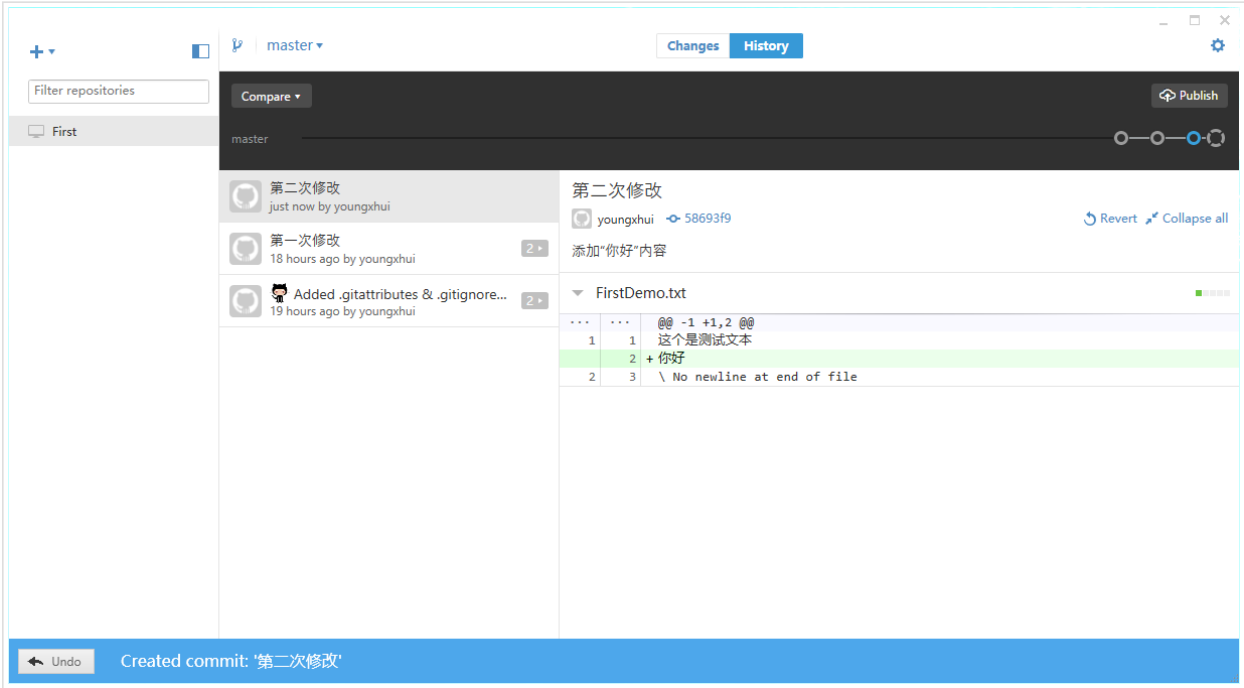 master
Changes
History
Filter repositories
First
Compare
Publish
master
第二次修改
just now by youngxhui
第一次修改
18 hours ago by youngxhui
2
Added .gitattributes & .gitignore...
19 hours ago by youngxhui
2
第二次修改
youngxhui 58693f9
Revert Collapse all
添加“你好”内容
FirstDemo.txt
... ... @@ -1 +1,2 @@
1 1 这个是测试文本
2 + 你好
2 3 \ No newline at end of file
Undo
Created commit: '第二次修改'